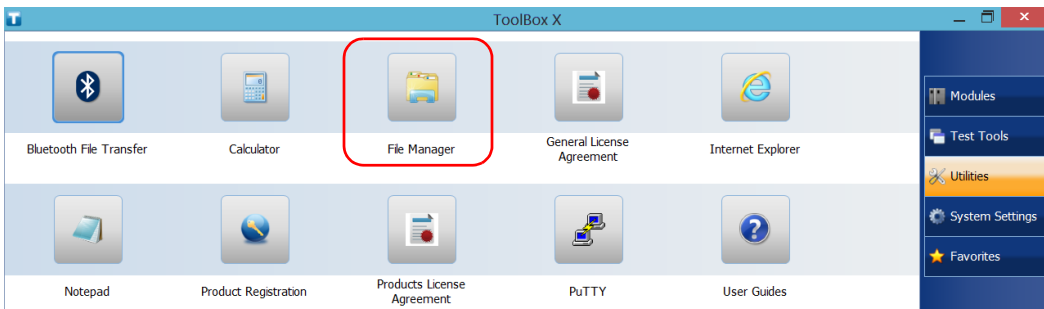 ToolBox X
Bluetooth File Transfer
Calculator
File Manager
General License
Agreement
Internet Explorer
Notepad
Product Registration
Products License
Agreement
PuTTY
User Guides
Modules
Test Tools
Utilities
System Settings
Favorites